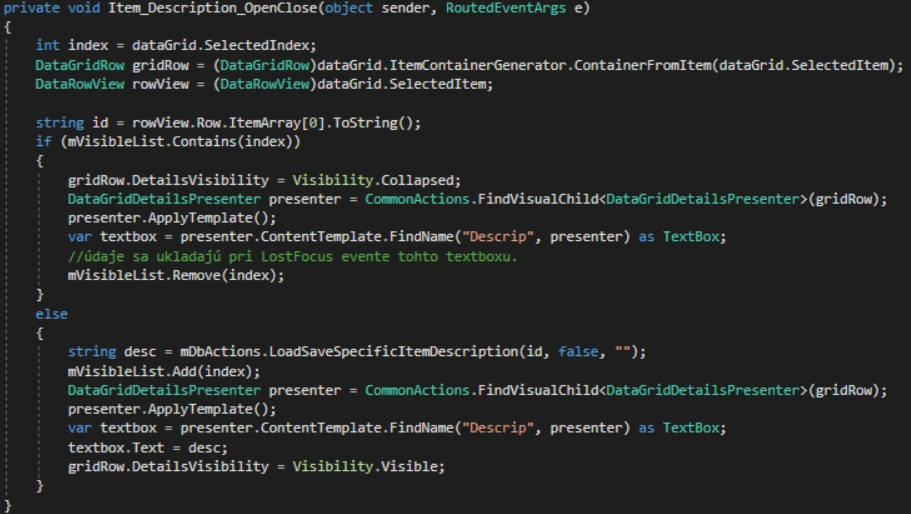 private void Item_Description_OpenClose(object sender, RoutedEventArgs e)
{
int index = dataGrid.SelectedIndex;
DataGridRow gridRow = (DataGridRow)dataGrid.ItemContainerGenerator.ContainerFromItem(dataGrid.SelectedItem);
DataRowView rowView = (DataRowView)dataGrid.SelectedItem;
string id = rowView.Row.ItemArray[0].ToString();
if (mVisibleList.Contains(index))
{
gridRow.DetailsVisibility = Visibility.Collapsed;
DataGridDetailsPresenter presenter = CommonActions.FindVisualChild<DataGridDetailsPresenter>(gridRow);
presenter.ApplyTemplate();
var textbox = presenter.ContentTemplate.FindName("Descrip", presenter) as TextBox;
//údaje sa ukladajú pri LostFocus evente tohto textboxu.
mVisibleList.Remove(index);
}
else
{
string desc = mDbActions.LoadSaveSpecificItemDescription(id, false, "");
mVisibleList.Add(index);
DataGridDetailsPresenter presenter = CommonActions.FindVisualChild<DataGridDetailsPresenter>(gridRow);
presenter.ApplyTemplate();
var textbox = presenter.ContentTemplate.FindName("Descrip", presenter) as TextBox;
textbox.Text = desc;
gridRow.DetailsVisibility = Visibility.Visible;
}
}